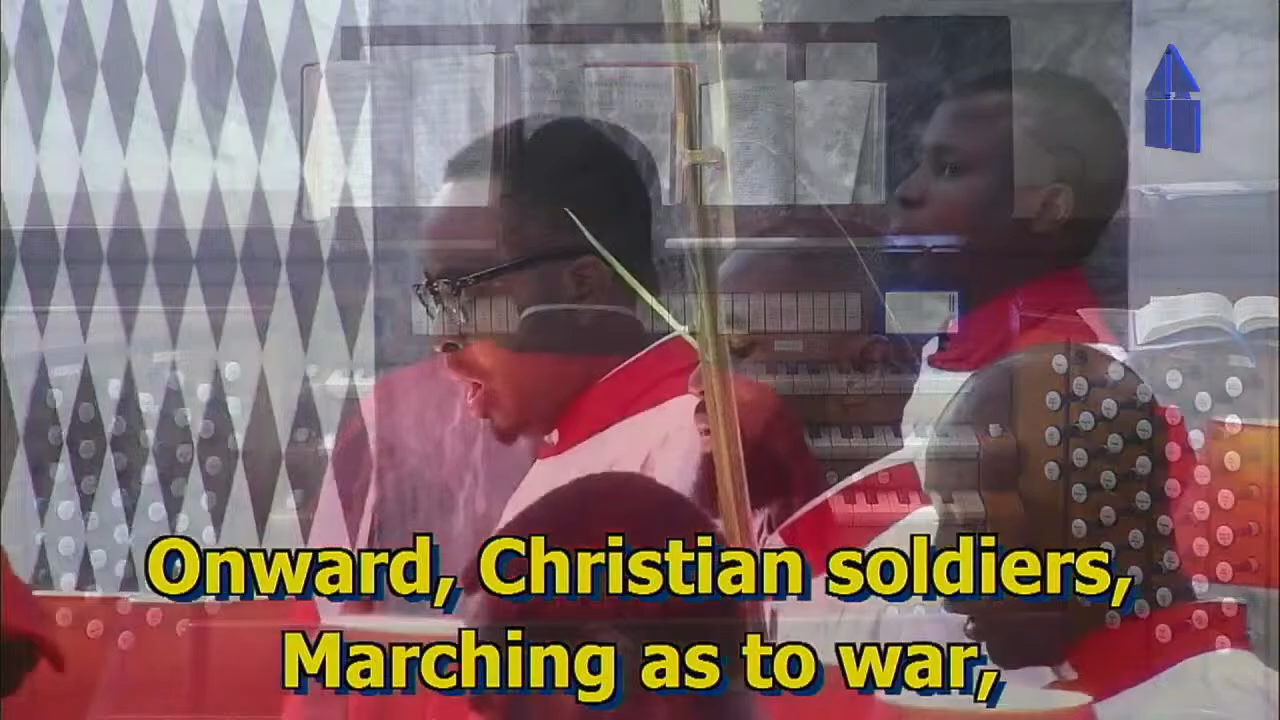 Onward, Christian soldiers,
Marching as to war,